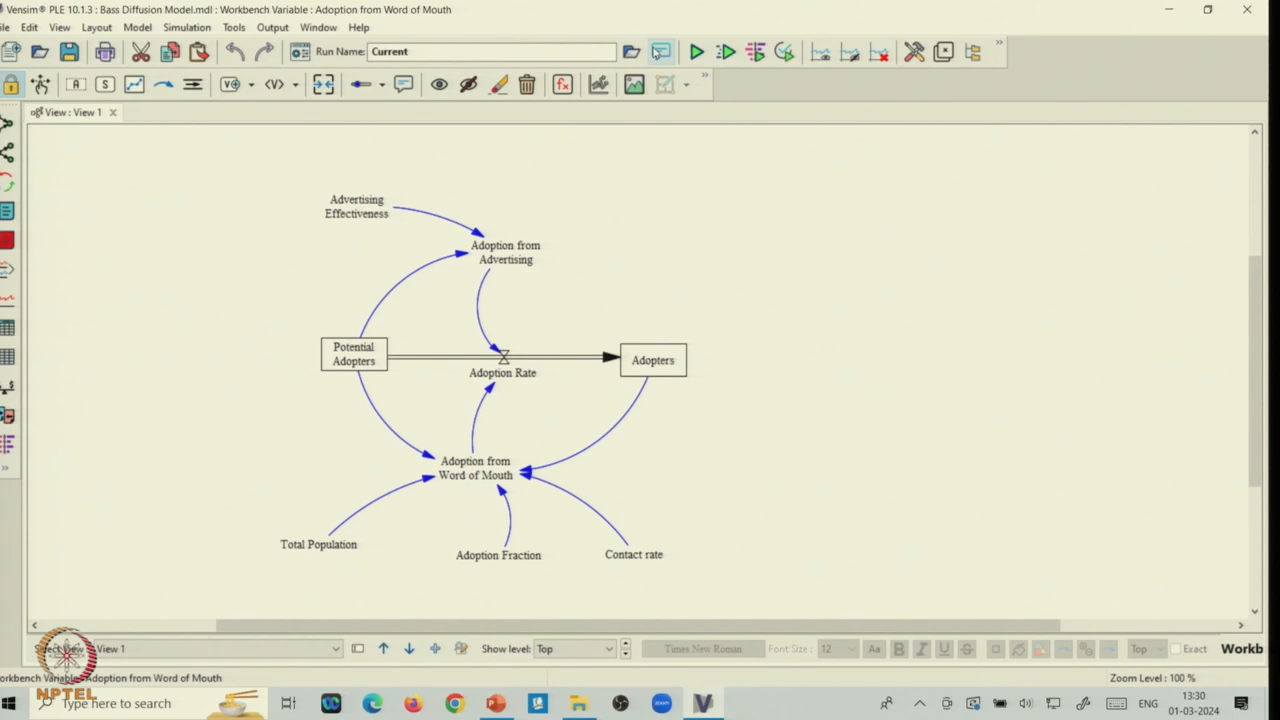 Vensim® PLE 10.1.3 : Bass Diffusion Model.mdl : Workbench Variable : Adoption from Word of Mouth
ile Edit View Layout Model Simulation Tools Output Window Help
Run Name: Current
View : View 1
Advertising
Effectiveness
Adoption from
Advertising
Potential
Adopters
Adopters
Adoption Rate
Adoption from
Word of Mouth
Total Population
Adoption Fraction
Contact rate
View 1
Show level: Top
Times New Roman
Font Size : 12
Aa B I U S
Top
Exact
Workb
orkbench Variable
Adoption from Word of Mouth
Zoom Level : 100 %
NPTEL
Type here to search
zoom
ENG
13:30
01-03-2024